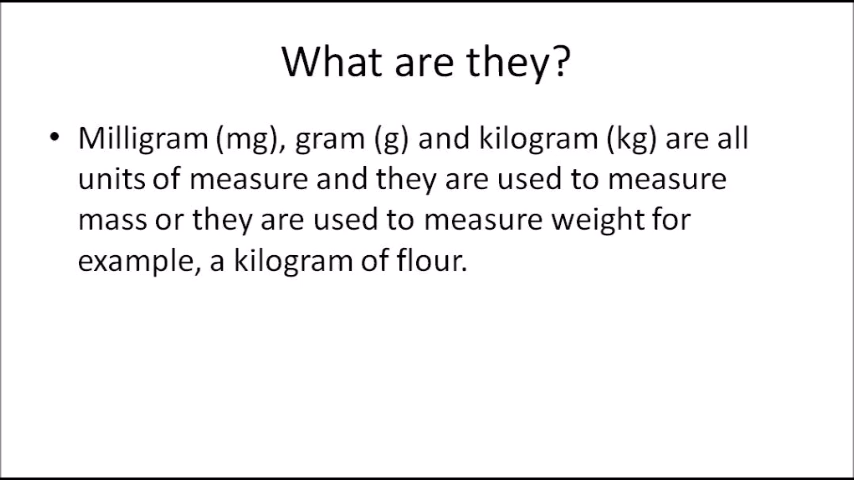 What are they?
• Milligram (mg), gram (g) and kilogram (kg) are all
units of measure and they are used to measure
mass or they are used to measure weight for
example, a kilogram of flour.